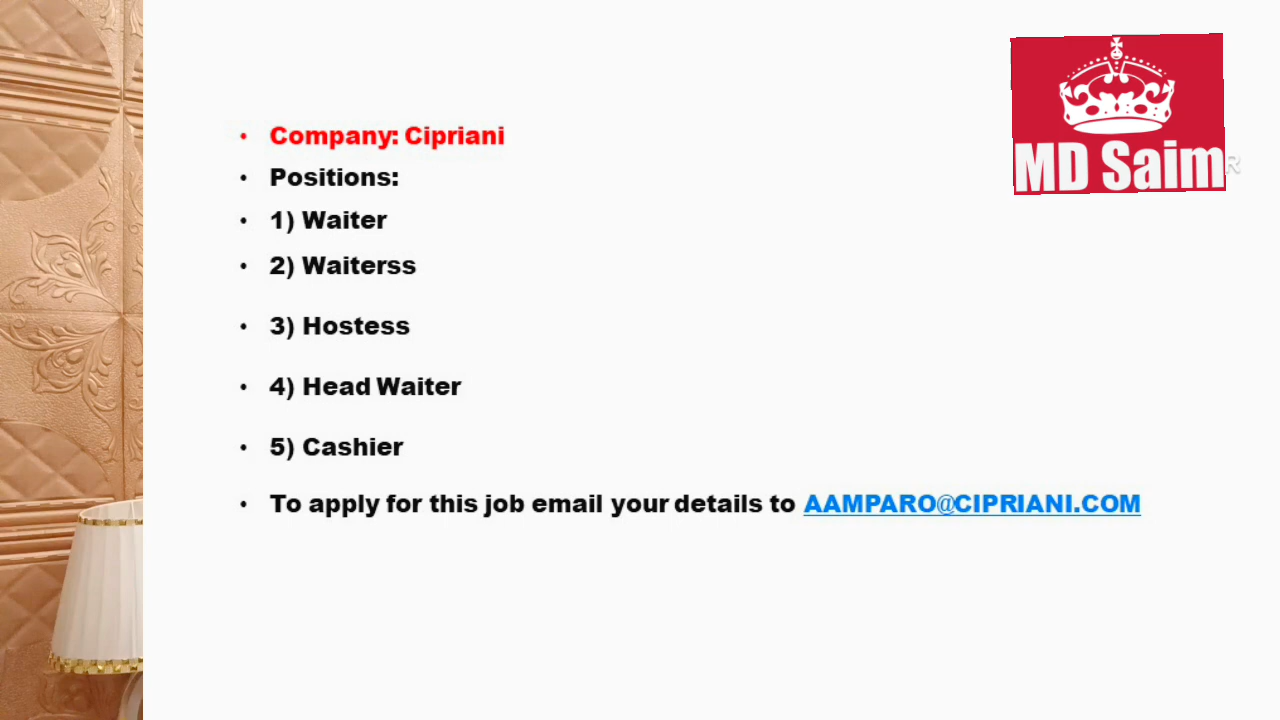 MD Saim
R
• Company: Cipriani
• Positions:
• 1) Waiter
• 2) Waiterss
• 3) Hostess
• 4) Head Waiter
• 5) Cashier
• To apply for this job email your details to AAMPARO@CIPRIANI.COM